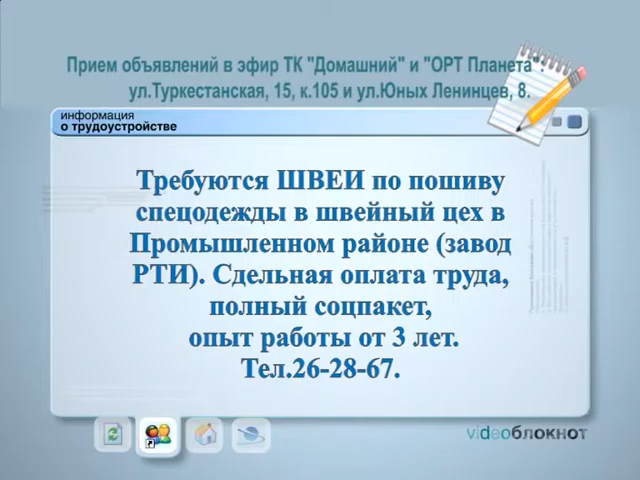 Прием объявлений в эфир ТК "Домашний" и "ОРТ Планета":
ул.Туркестанская, 15, к.105 и ул.Юных Ленинцев, 8.
информация
о трудоустройстве
Требуются ШВЕИ по пошиву
спецодежды в швейный цех в
Промышленном районе (завод
РТИ). Сдельная оплата труда,
полный соцпакет,
опыт работы от 3 лет.
Тел.26-28-67.
videoблокнот